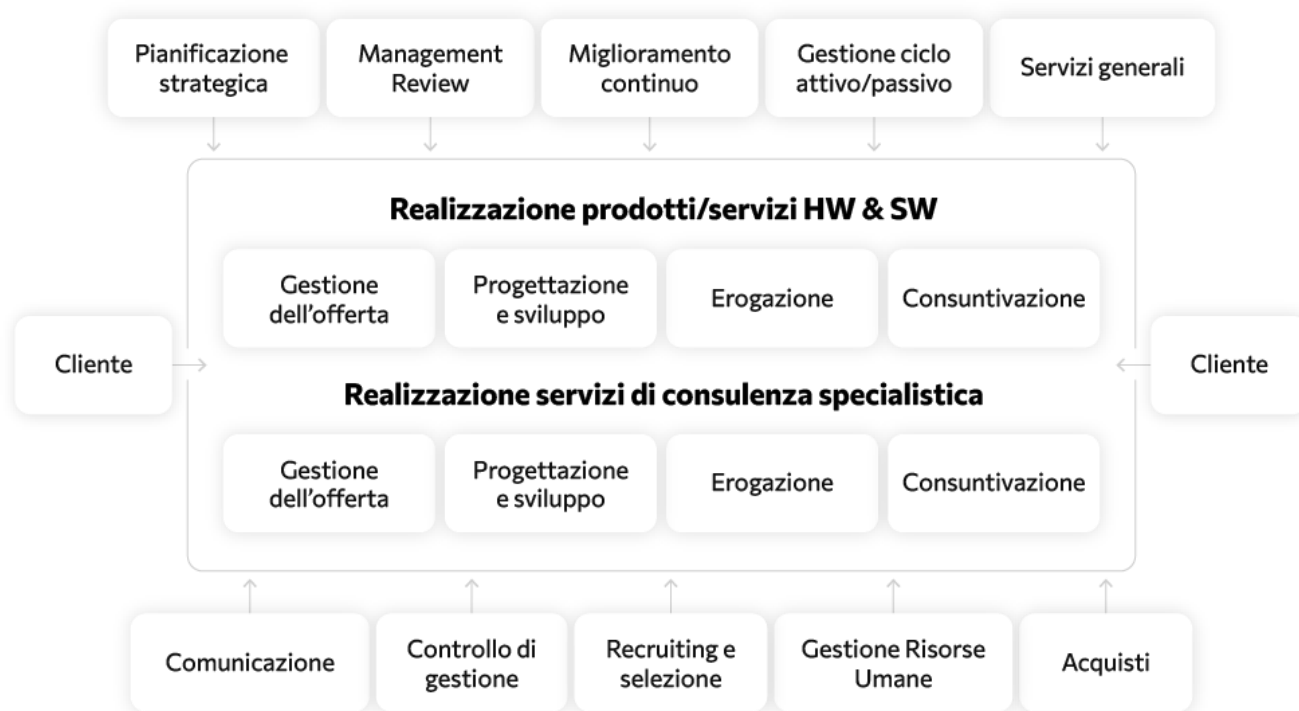 Pianificazione
strategica
Management
Review
Miglioramento
continuo
Gestione ciclo
attivo/passivo
Servizi generali
Realizzazione prodotti/servizi HW & SW
Gestione
dell’offerta
Progettazione
e sviluppo
Erogazione
Consuntivazione
Cliente
Cliente
Realizzazione servizi di consulenza specialistica
Gestione
dell’offerta
Progettazione
e sviluppo
Erogazione
Consuntivazione
Comunicazione
Controllo di
gestione
Recruiting e
selezione
Gestione Risorse
Umane
Acquisti